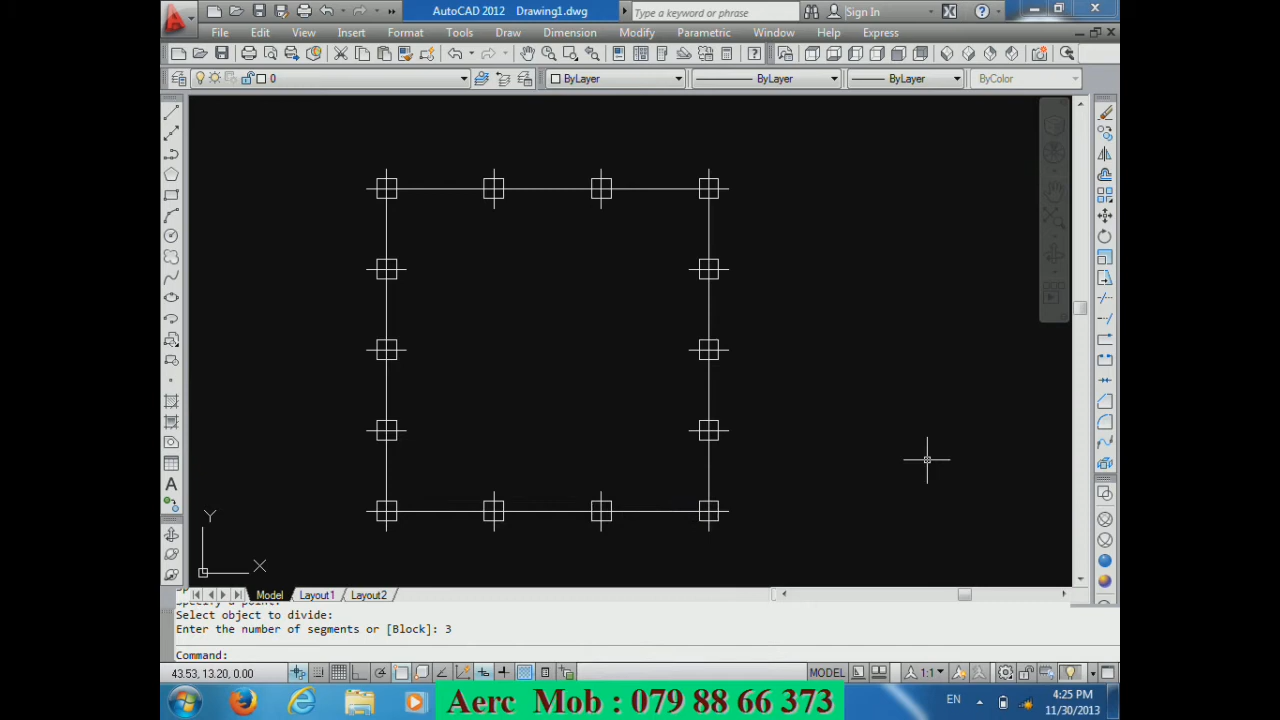 AutoCAD 2012 Drawing1.dwg
Type a keyword or phrase
Sign In
File Edit View Insert Format Tools Draw Dimension Modify Parametric Window Help Express
0
ByLayer
ByLayer
ByLayer
ByColor
A
Y
X
Model Layout1 Layout2
Specify a point:
Select object to divide:
Enter the number of segments or [Block]: 3
Command:
43.53, 13.20, 0.00
MODEL
1:1
Aerc Mob : 079 88 66 373
EN
4:25 PM
11/30/2013